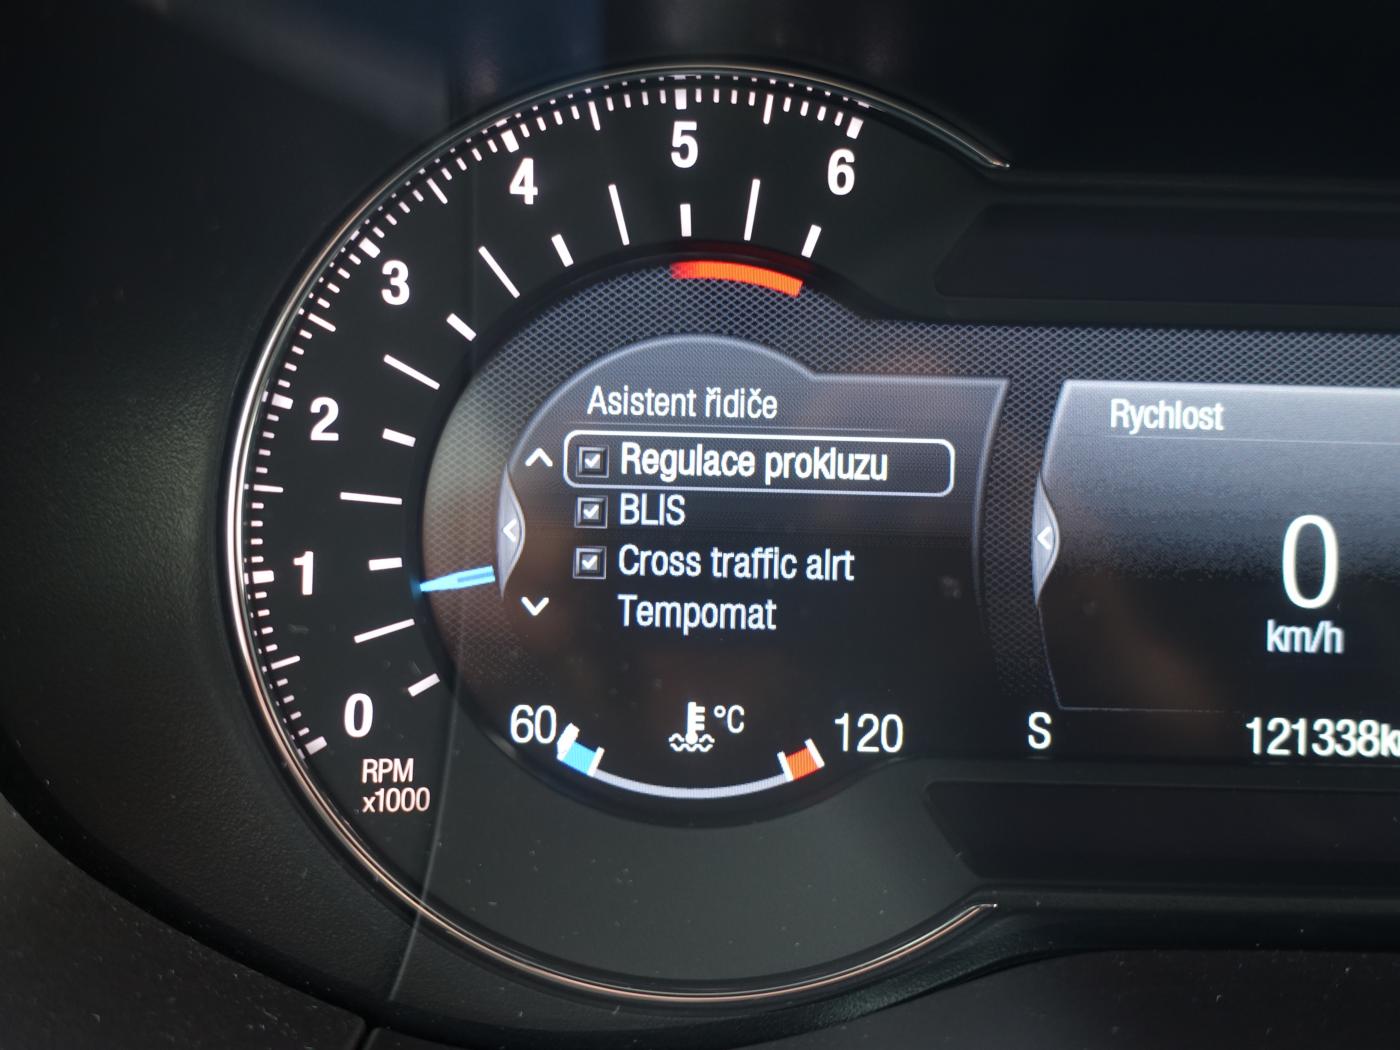 6
5
4
3
2
1
0
RPM
x1000
Asistent řidiče
Regulace prokluzu
BLIS
Cross traffic alrt
Tempomat
60
°C
120
Rychlost
0
km/h
S
121338k